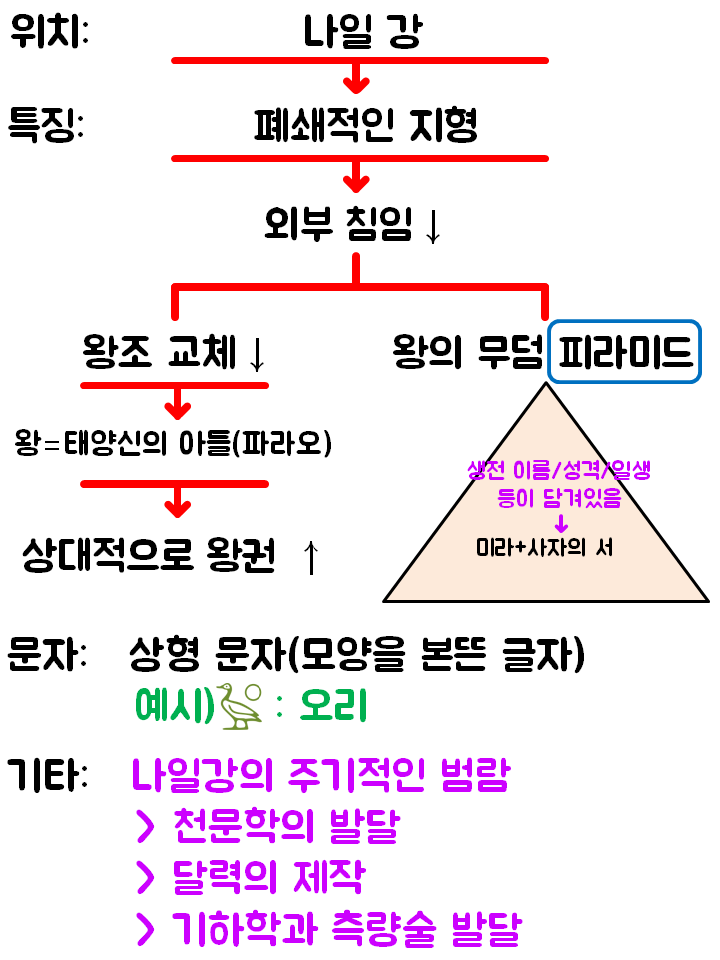 위치: 나일 강
특징: 폐쇄적인 지형
외부 침입 ↓
왕조 교체 ↓
왕의 무덤 피라미드
왕=태양신의 아들(파라오)
상대적으로 왕권 ↑
생전 이름/성격/일생
등이 담겨있음
미라+사자의 서
문자: 상형 문자(모양을 본뜬 글자)
예시) : 오리
기타: 나일강의 주기적인 범람
> 천문학의 발달
> 달력의 제작
> 기하학과 측량술 발달